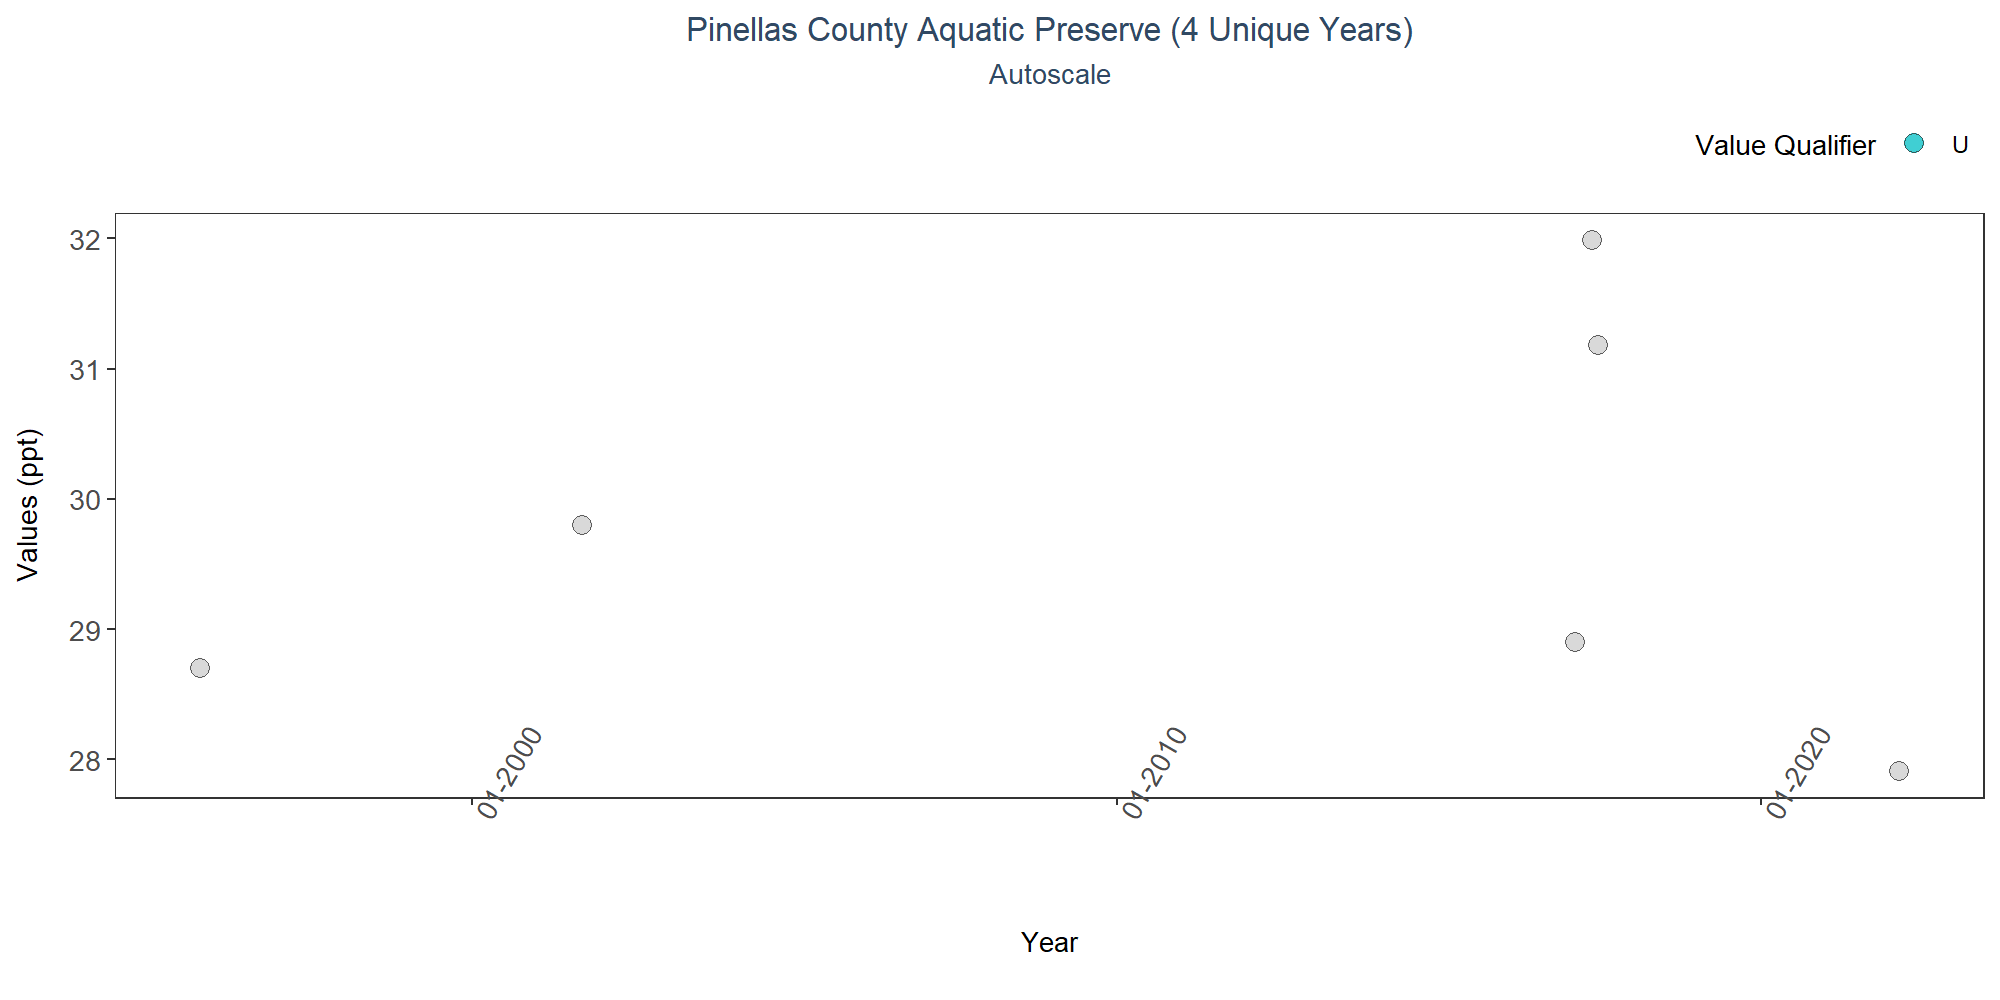 Pinellas County Aquatic Preserve (4 Unique Years)
Autoscale
Value Qualifier U
32
31
30
29
28
Values (ppt)
01-2000
01-2010
01-2020
Year